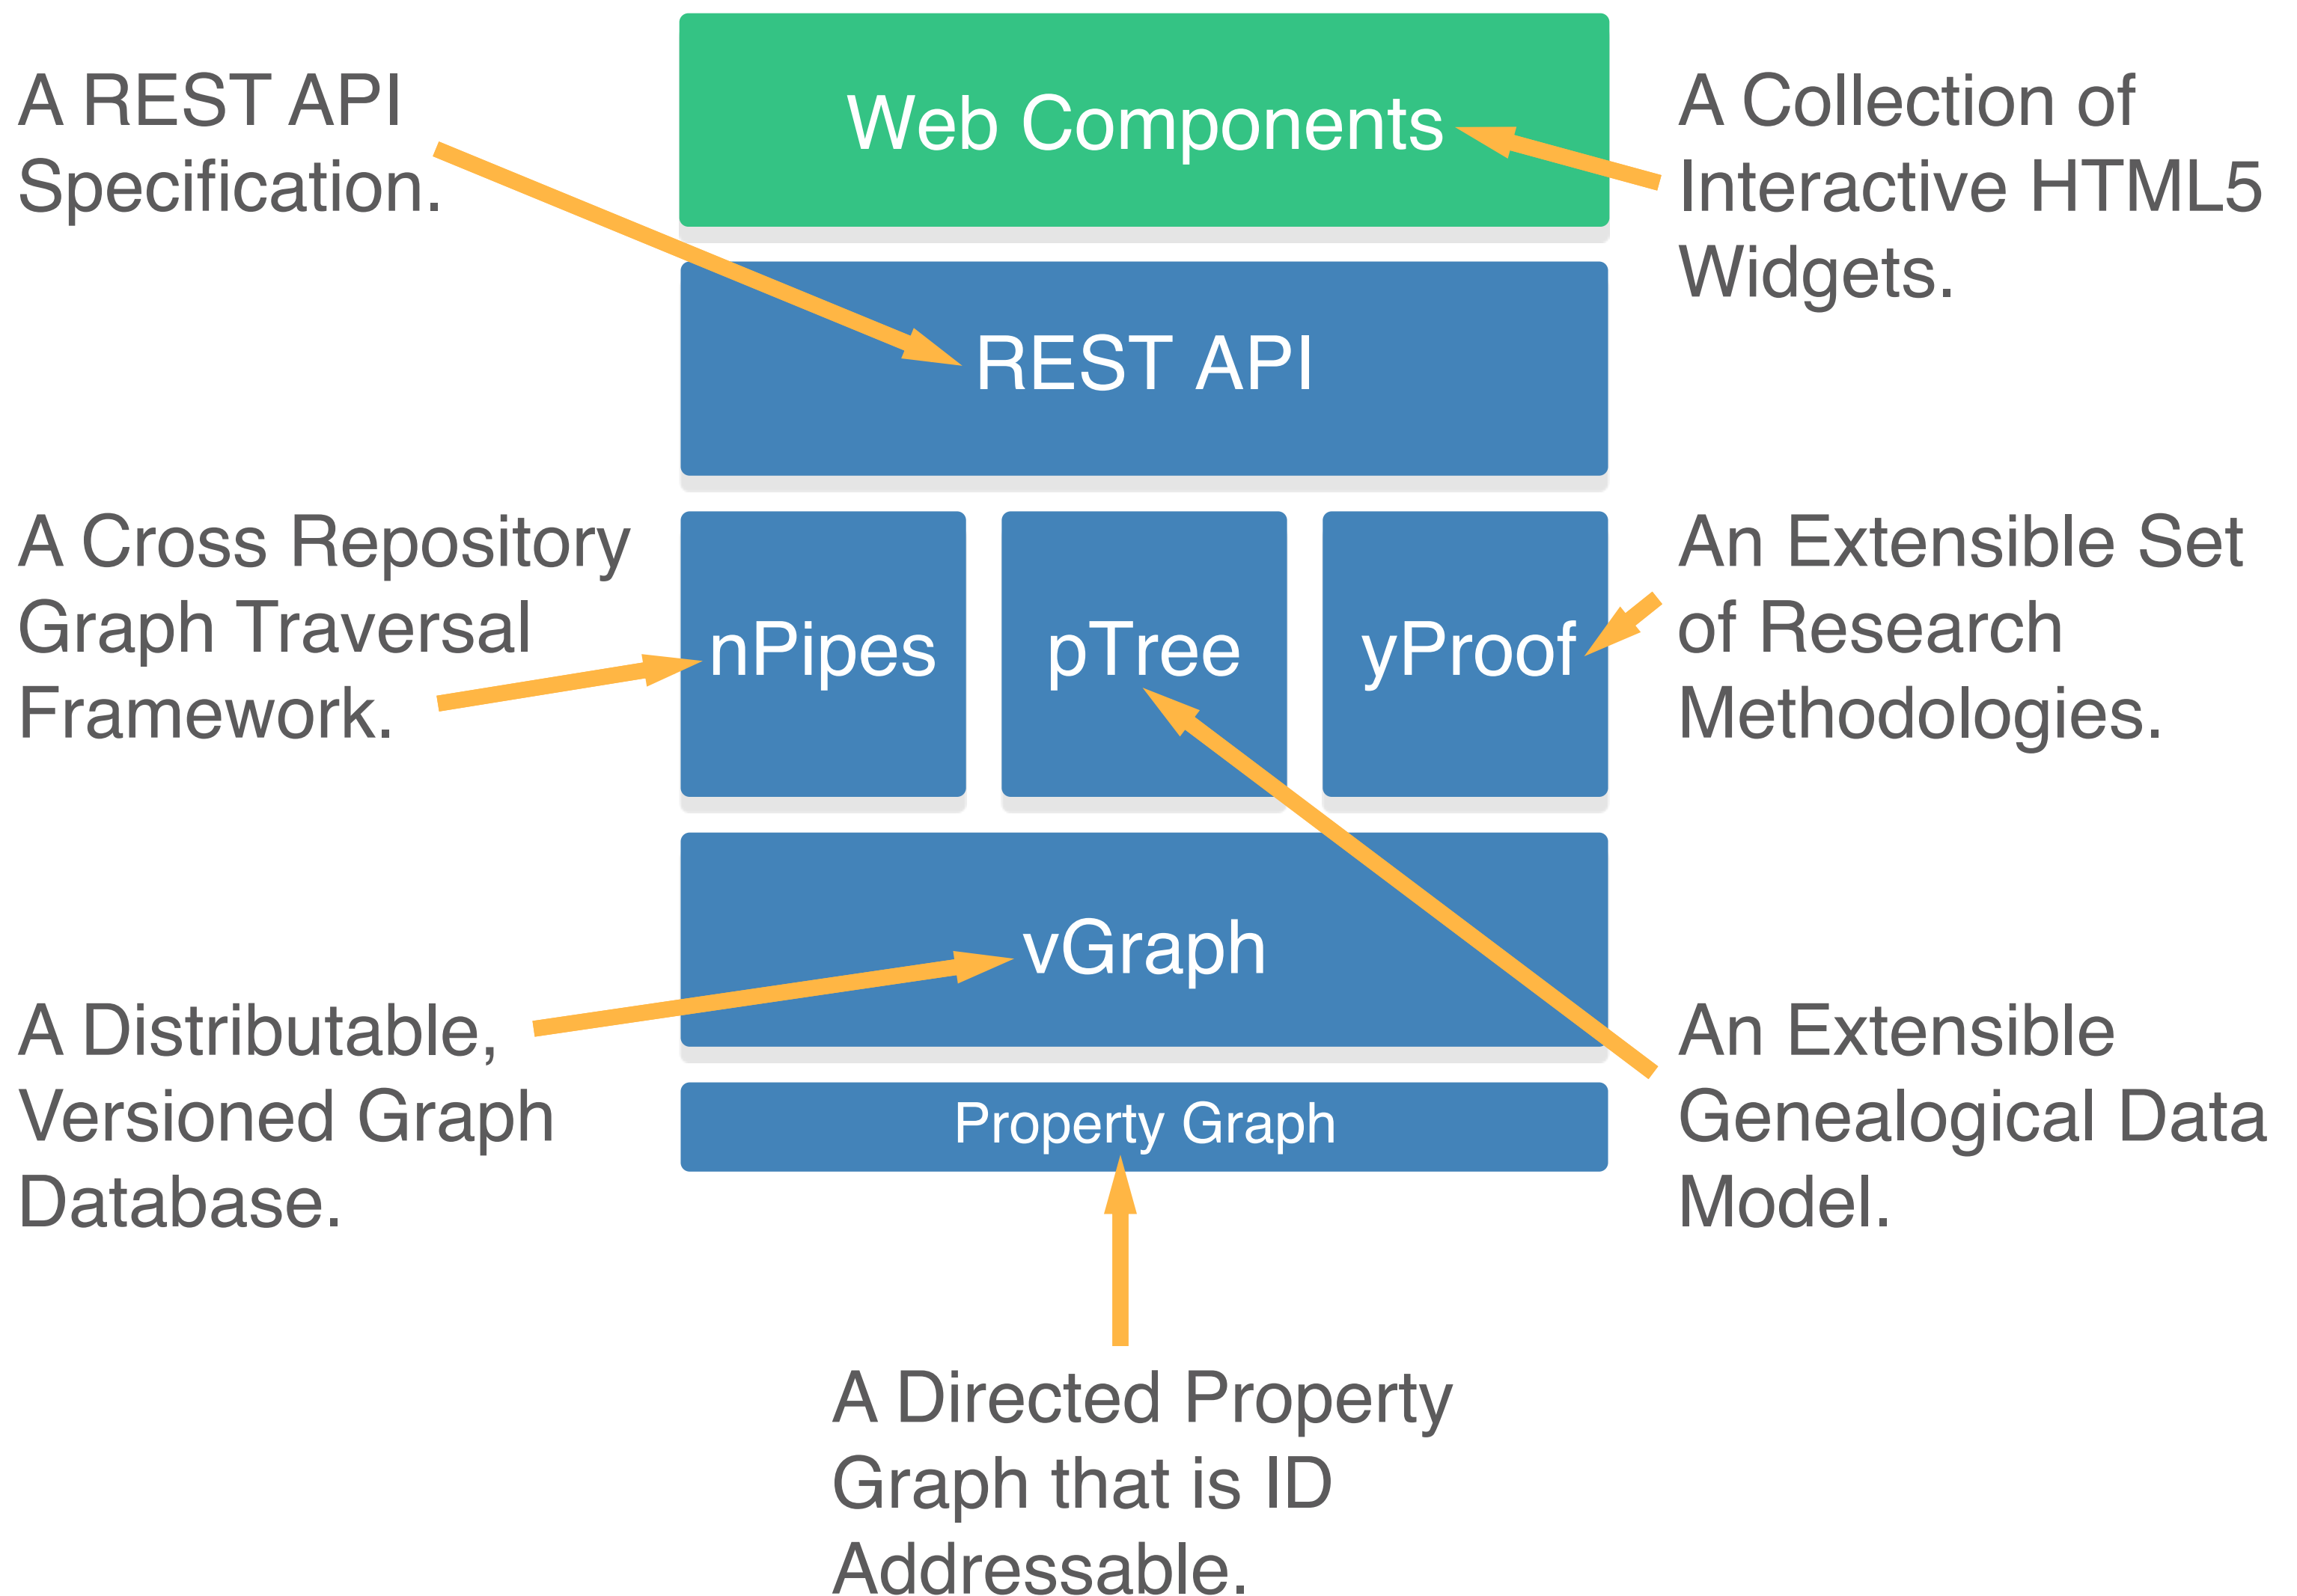 Web Components
A REST API
Specification.
A Collection of
Interactive HTML5
Widgets.
REST API
A Cross Repository
Graph Traversal
Framework.
nPipes
pTree
yProof
An Extensible Set
of Research
Methodologies.
vGraph
A Distributable,
Versioned Graph
Database.
An Extensible
Genealogical Data
Model.
Property Graph
A Directed Property
Graph that is ID
Addressable.